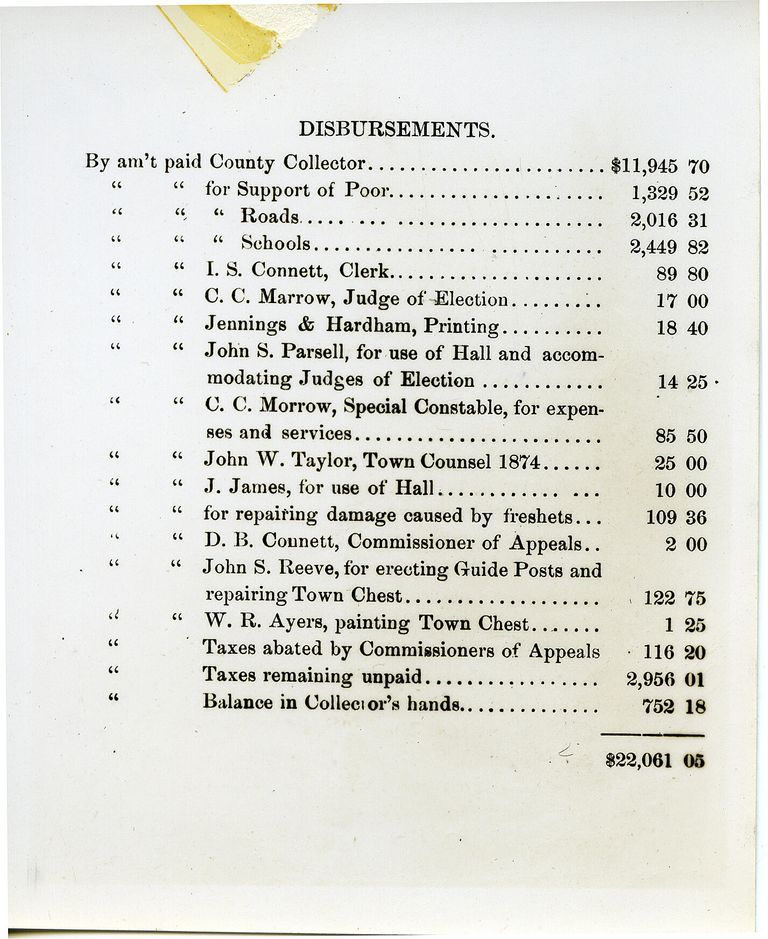 DISBURSEMENTS.
By am't paid County Collector........................ $11,945 70
“ “ for Support of Poor....................... 1,329 52
“ “ “ Roads..... ... ........................ 2,016 31
“ “ “ Schools.............................. 2,449 82
“ “ I. S. Connett, Clerk...................... 89 80
“ “ C. C. Marrow, Judge of Election......... 17 00
“ “ Jennings & Hardham, Printing.......... 18 40
“ “ John S. Parsell, for use of Hall and accom-
modating Judges of Election ............ 14 25
“ “ C. C. Morrow, Special Constable, for expen-
ses and services......................... 85 50
“ “ John W. Taylor, Town Counsel 1874...... 25 00
“ “ J. James, for use of Hall............ ... 10 00
“ “ for repairing damage caused by freshets... 109 36
“ “ D. B. Connett, Commissioner of Appeals.. 2 00
“ “ John S. Reeve, for erecting Guide Posts and
repairing Town Chest.................... 122 75
“ “ W. R. Ayers, painting Town Chest....... 1 25
“ Taxes abated by Commissioners of Appeals 116 20
“ Taxes remaining unpaid.................. 2,956 01
“ Balance in Collector's hands.............. 752 18
$22,061 05